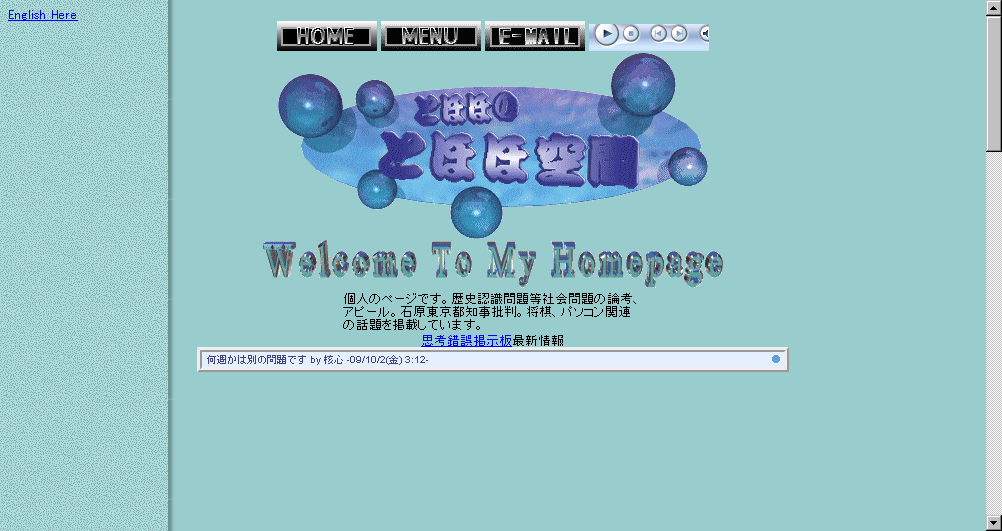 English Here
HOME MENU E-MAIL
とほほの
とほほ空間
Welcome To My Homepage
個人のページです。歴史認識問題等社会問題の論考、
アピール。石原東京都知事批判。将棋、パソコン関連
の話題を掲載しています。
思考錯誤掲示板最新情報
何週かは別の問題です by 核心 -09/10/2(金) 3:12-